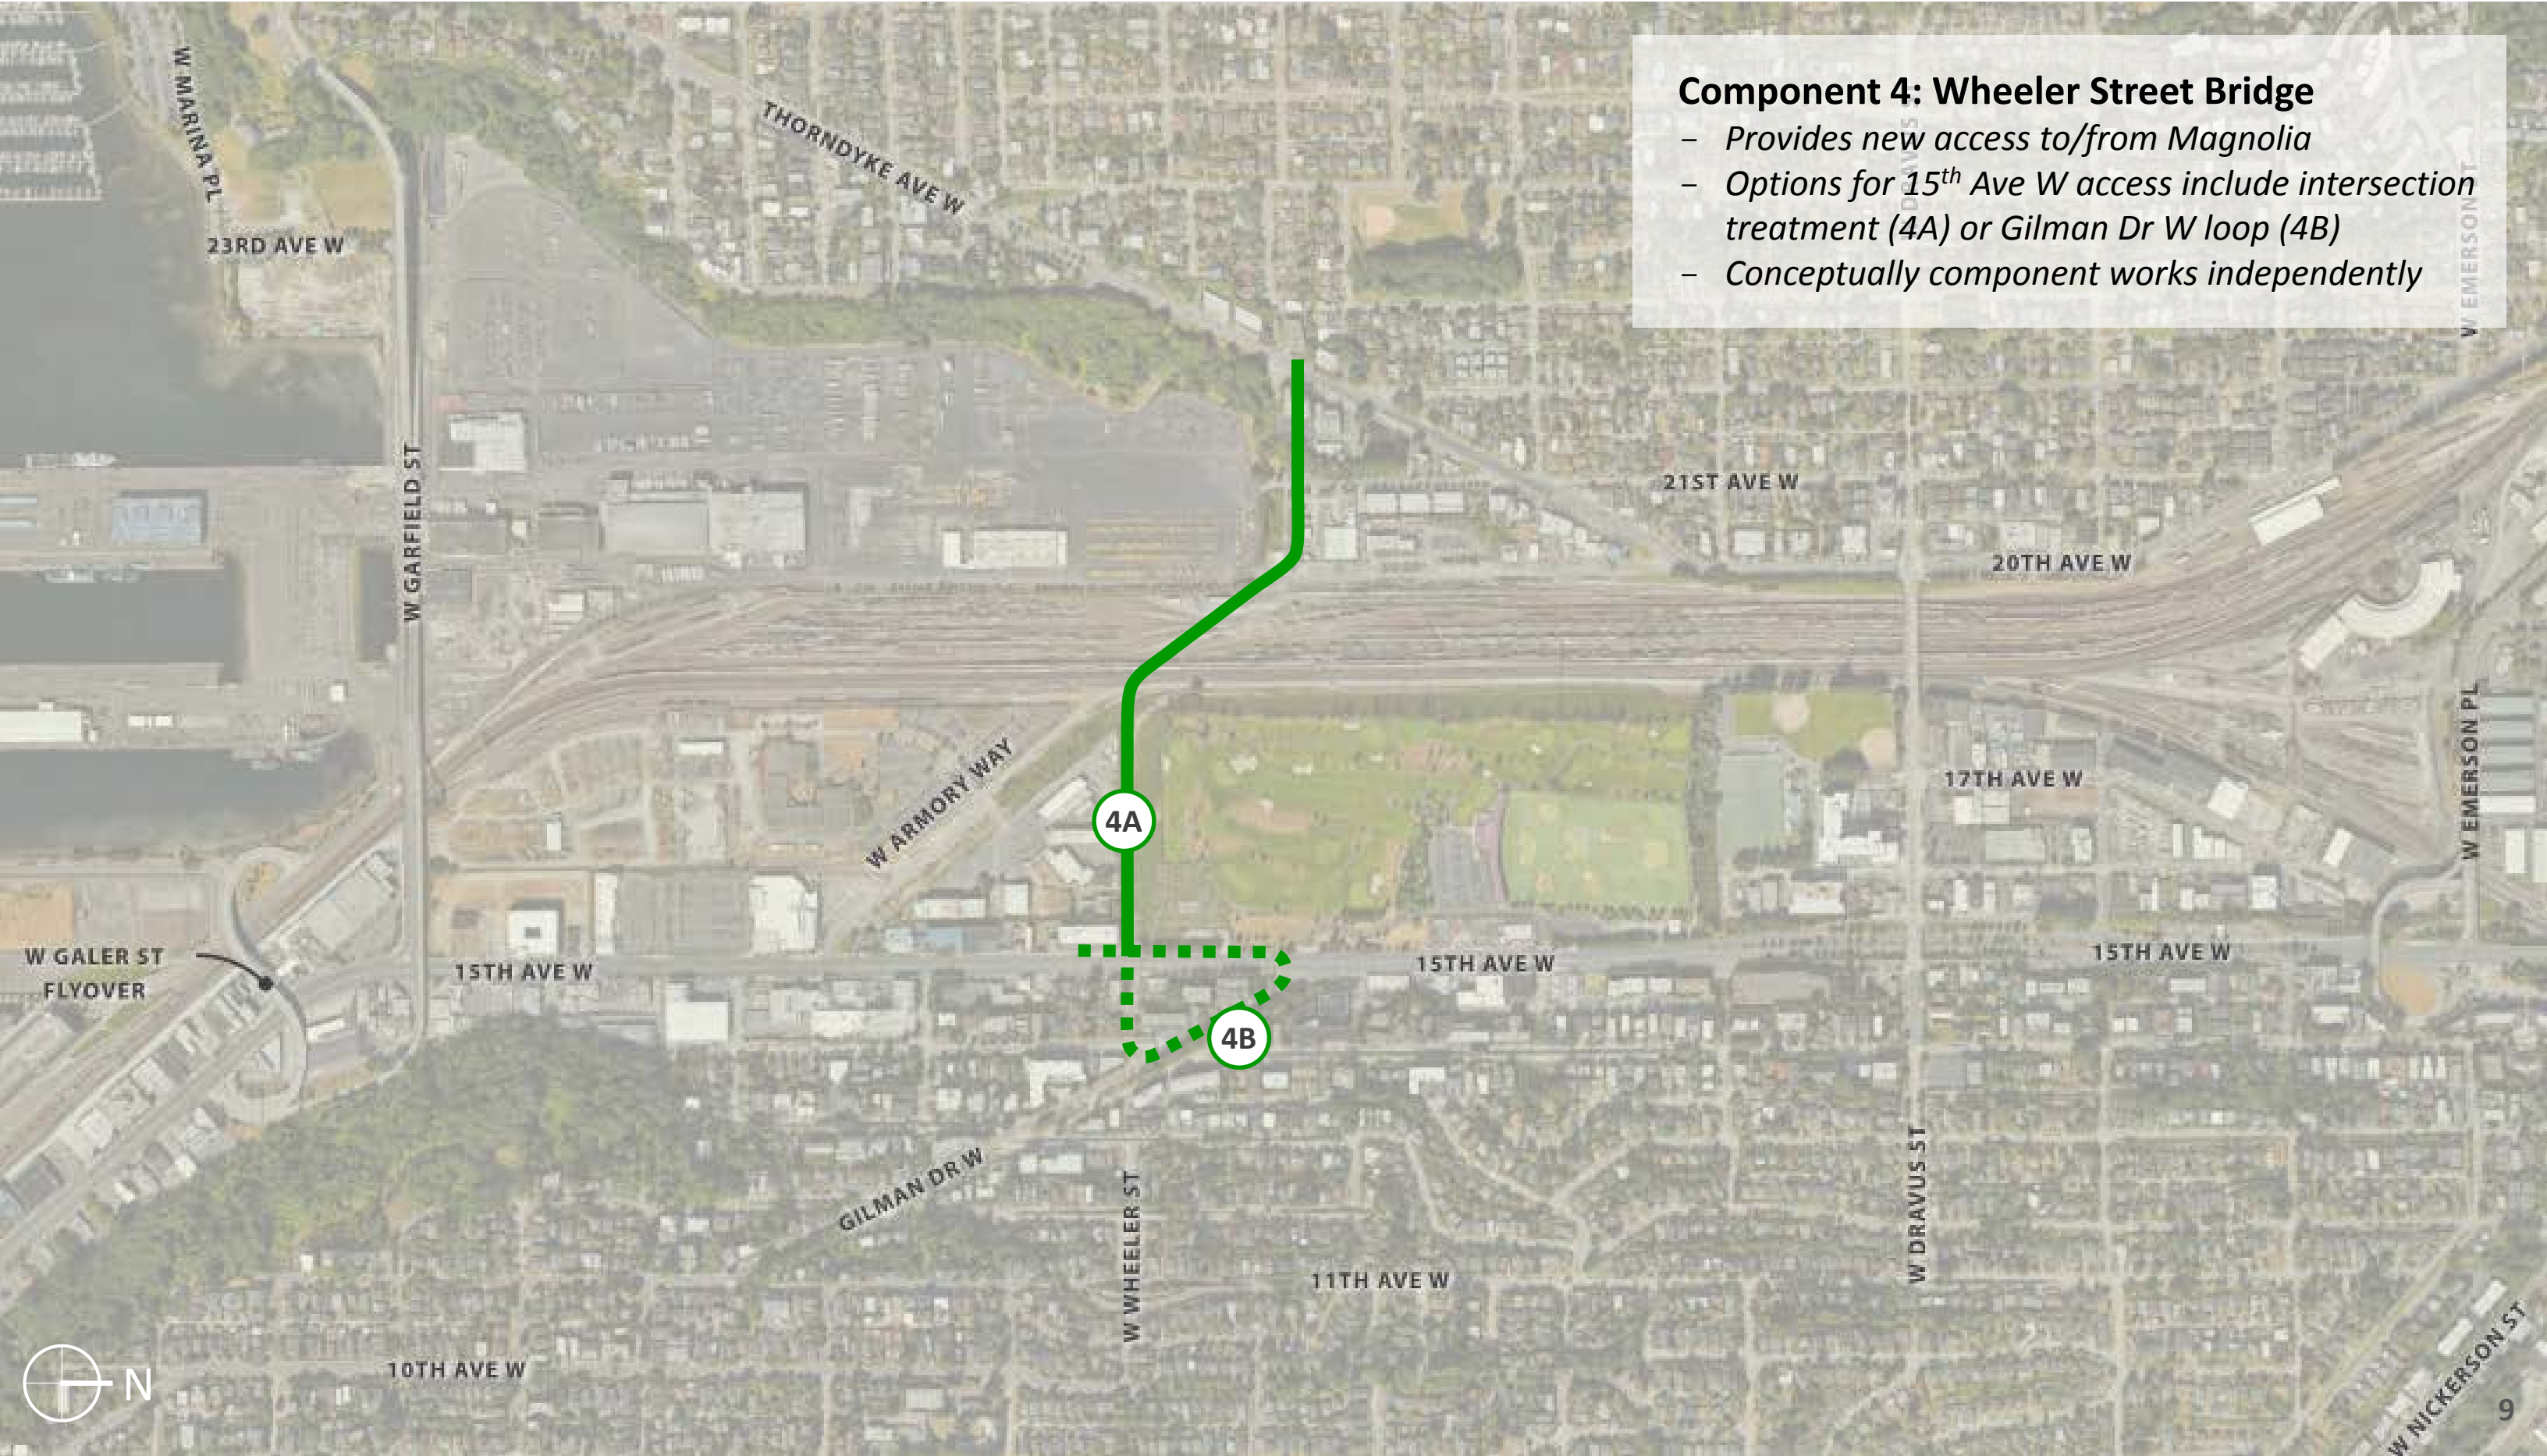 Component 4: Wheeler Street Bridge
– Provides new access to/from Magnolia
– Options for 15th Ave W access include intersection
treatment (4A) or Gilman Dr W loop (4B)
– Conceptually component works independently
W MARINA PL
THORNDYKE AVE W
23RD AVE W
W DRAVUS S
W EMERSON ST
W GARFIELD ST
21ST AVE W
20TH AVE W
W EMERSON PL
17TH AVE W
W ARMORY WAY
4A
W GALER ST
FLYOVER
15TH AVE W
15TH AVE W
15TH AVE W
4B
GILMAN DR W
W WHEELER ST
W DRAVUS ST
11TH AVE W
10TH AVE W
W NICKERSON ST
N
9